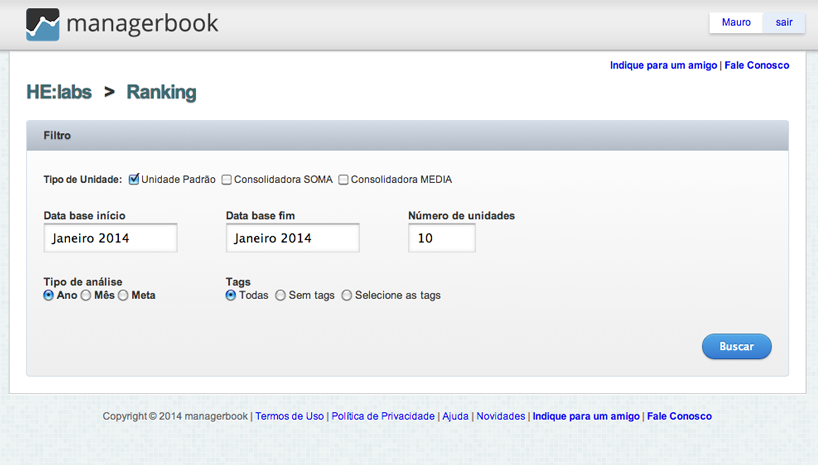 managerbook
Mauro sair
Indique para um amigo | Fale Conosco
HE:labs > Ranking
Filtro
Tipo de Unidade: Unidade Padrão Consolidadora SOMA Consolidadora MEDIA
Data base início Data base fim Número de unidades
Janeiro 2014 Janeiro 2014 10
Tipo de análise Tags
Ano Mês Meta Todas Sem tags Selecione as tags
Buscar
Copyright © 2014 managerbook | Termos de Uso | Política de Privacidade | Ajuda | Novidades | Indique para um amigo | Fale Conosco